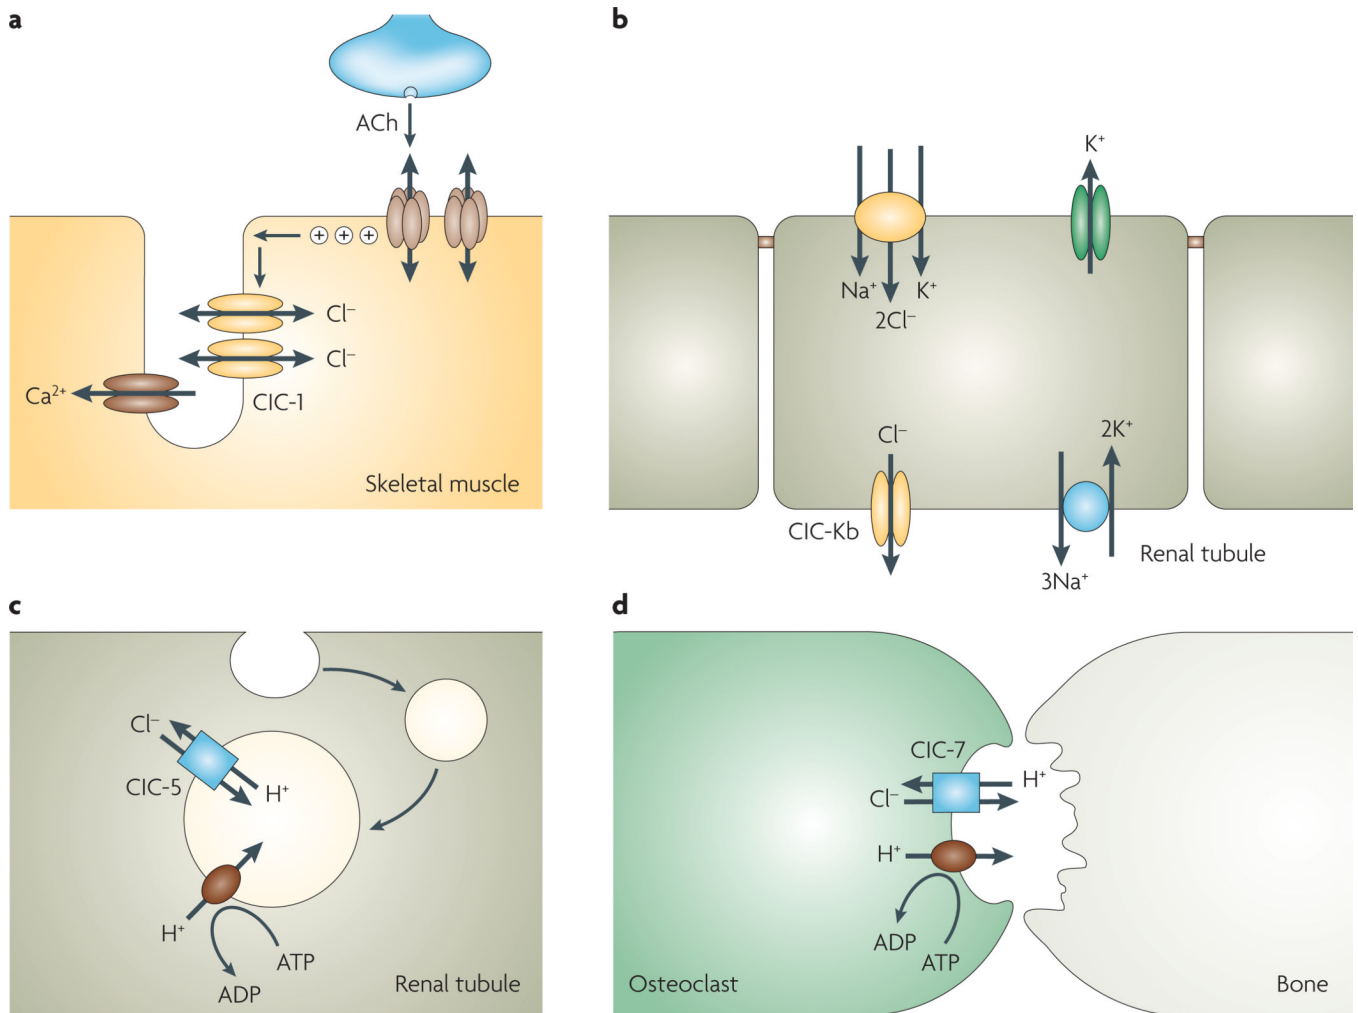 a
ACh
+ + +
Cl⁻
Cl⁻
Ca²⁺
ClC-1
Skeletal muscle
b
K⁺
Na⁺
K⁺
2Cl⁻
Cl⁻
2K⁺
ClC-Kb
3Na⁺
Renal tubule
c
Cl⁻
ClC-5
H⁺
H⁺
ATP
ADP
Renal tubule
d
ClC-7
H⁺
Cl⁻
H⁺
ADP
ATP
Osteoclast
Bone